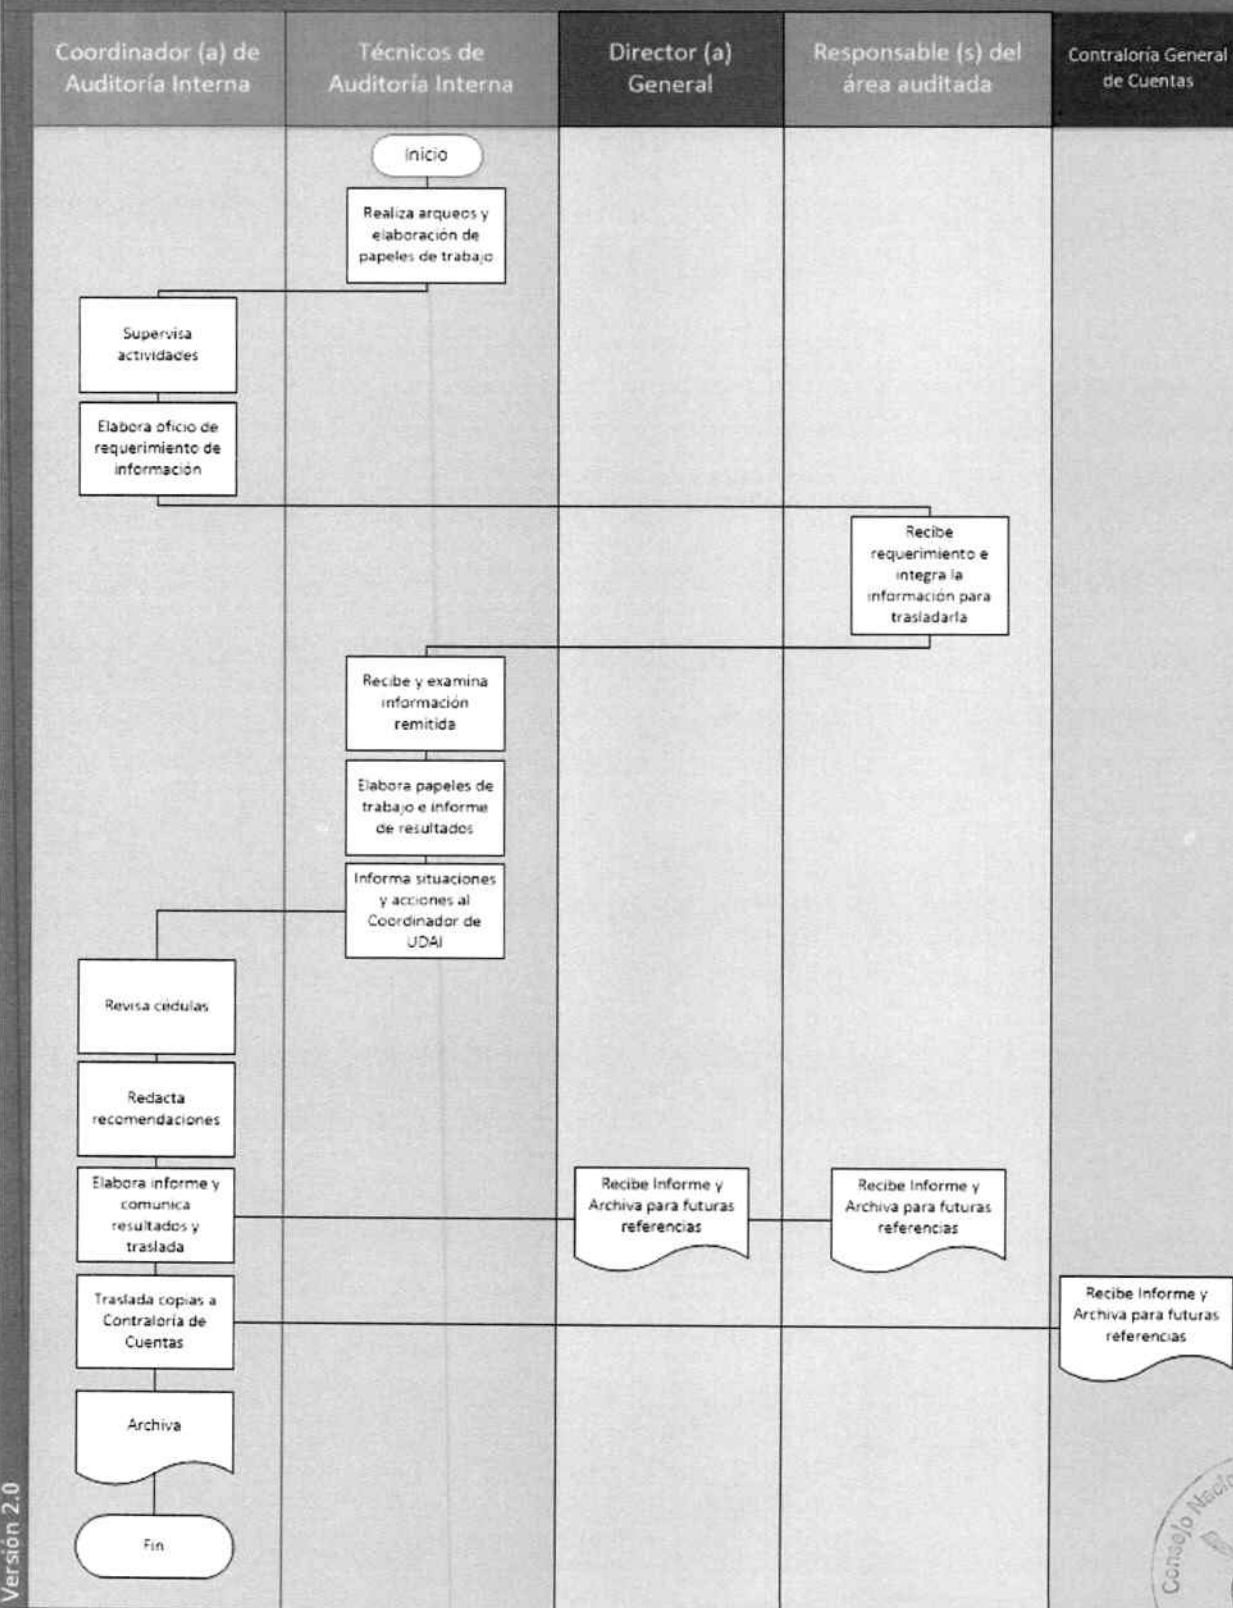 Coordinador (a) de
Auditoría Interna
Técnicos de
Auditoría Interna
Director (a)
General
Responsable (s) del
área auditada
Contraloría General
de Cuentas
Inicio
Realiza arqueos y
elaboración de
papeles de trabajo
Supervisa
actividades
Elabora oficio de
requerimiento de
información
Recibe
requerimiento e
integra la
información para
trasladarla
Recibe y examina
información
remitida
Elabora papeles de
trabajo e informe
de resultados
Informa situaciones
y acciones al
Coordinador de
UDAI
Revisa cédulas
Redacta
recomendaciones
Elabora informe y
comunica
resultados y
traslada
Recibe Informe y
Archiva para futuras
referencias
Recibe Informe y
Archiva para futuras
referencias
Traslada copias a
Contraloría de
Cuentas
Recibe Informe y
Archiva para futuras
referencias
Archiva
Fin
Versión 2.0
Consejo